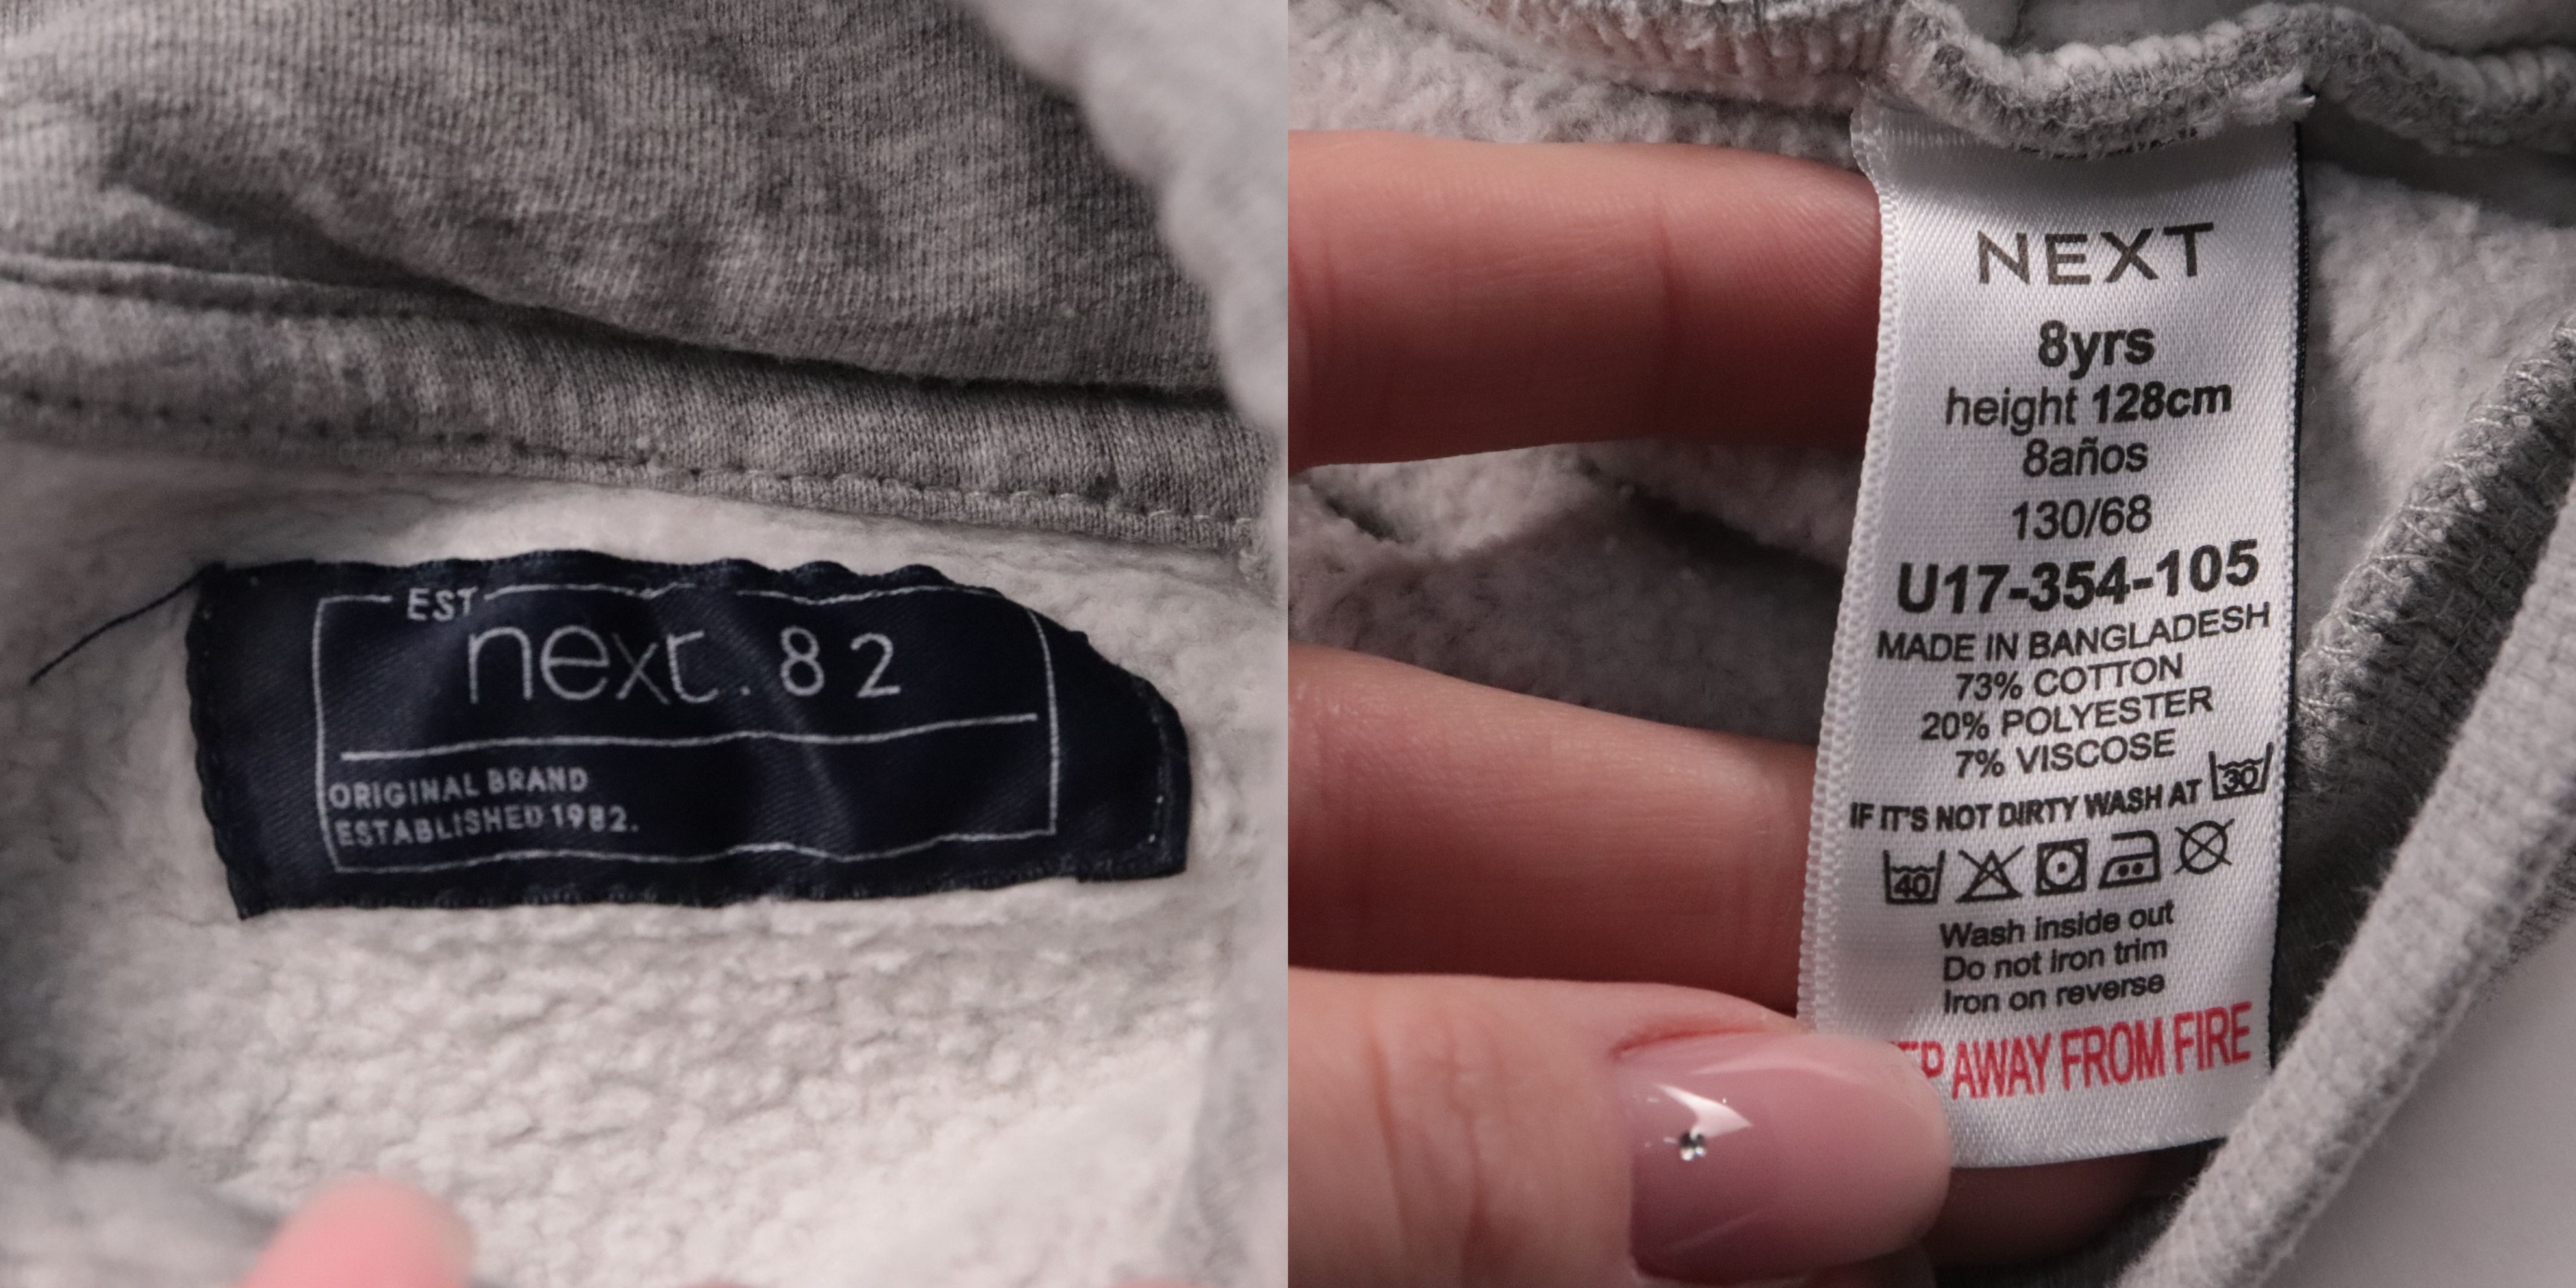 EST
next. 82
ORIGINAL BRAND
ESTABLISHED 1982.
NEXT
8yrs
height 128cm
8años
130/68
U17-354-105
MADE IN BANGLADESH
73% COTTON
20% POLYESTER
7% VISCOSE
IF IT'S NOT DIRTY WASH AT 30
40
Wash inside out
Do not iron trim
Iron on reverse
AWAY FROM FIRE